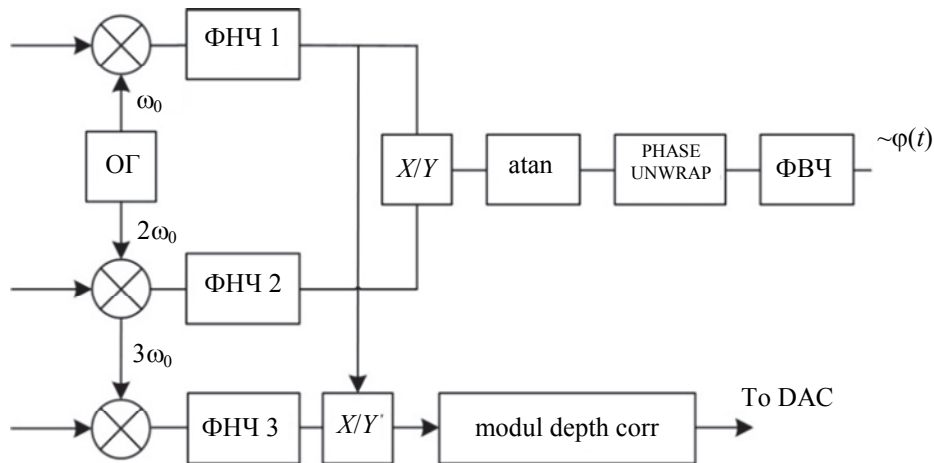 ФНЧ 1
ω₀
ОГ
X/Y
atan
PHASE
UNWRAP
ФВЧ
~φ(t)
2ω₀
ФНЧ 2
3ω₀
ФНЧ 3
X/Y
modul depth corr
To DAC